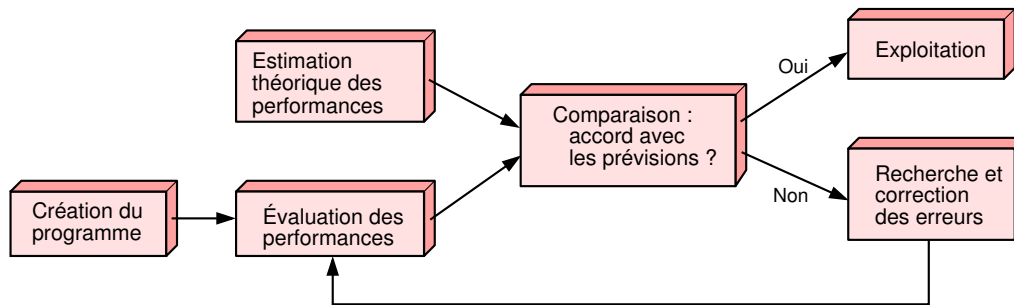 Estimation
théorique des
performances
Création du
programme
Évaluation des
performances
Comparaison :
accord avec
les prévisions ?
Oui
Exploitation
Non
Recherche et
correction
des erreurs